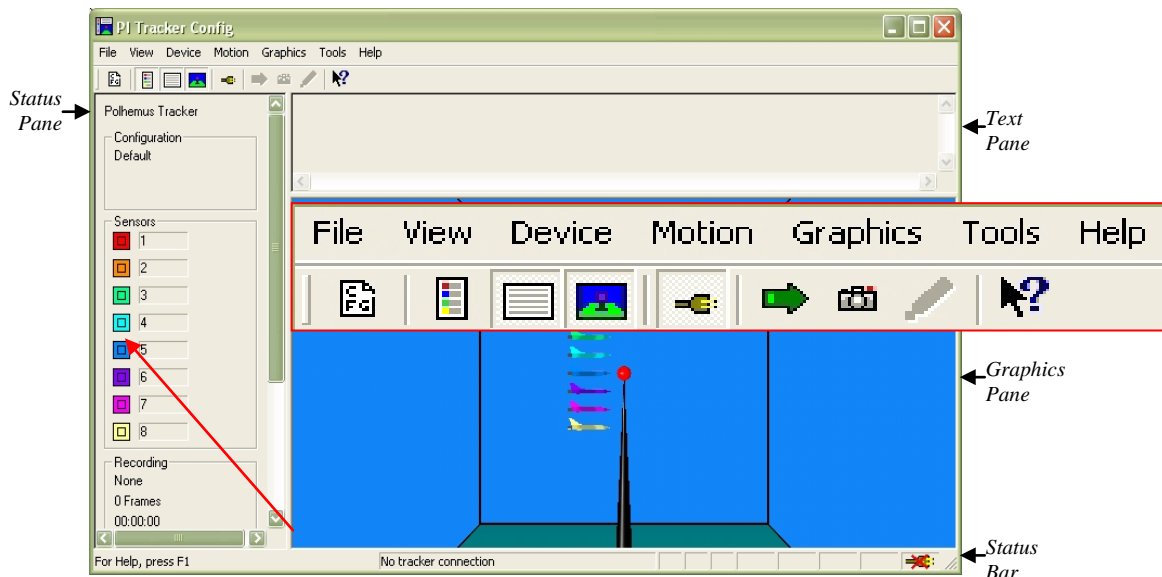 PI Tracker Config
File View Device Motion Graphics Tools Help
Status
Pane
Polhemus Tracker
Configuration
Default
Text
Pane
Sensors
1
2
3
4
5
6
7
8
File View Device Motion Graphics Tools Help
Graphics
Pane
Recording
None
0 Frames
00:00:00
For Help, press F1
No tracker connection
Status
Bar